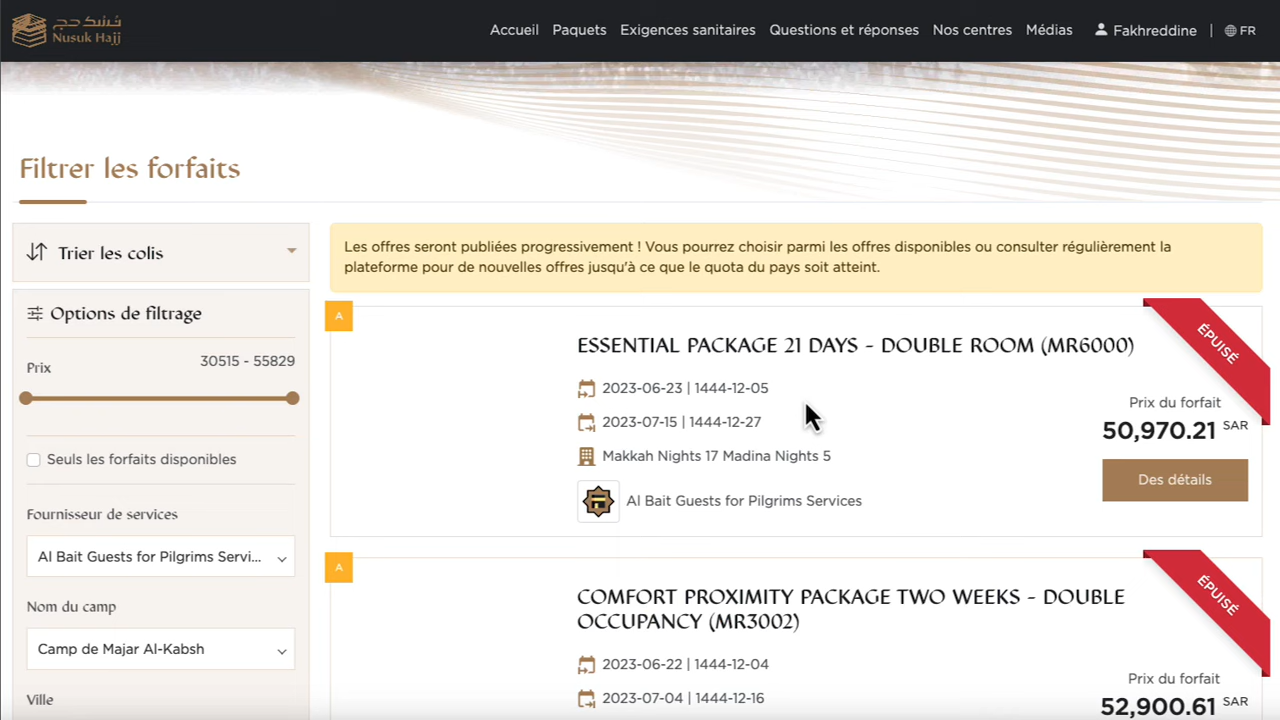 نسك حج
Nusuk Hajj
Accueil Paquets Exigences sanitaires Questions et réponses Nos centres Médias Fakhreddine | FR
Filtrer les forfaits
Trier les colis
Options de filtrage
Prix
30515 - 55829
Seuls les forfaits disponibles
Fournisseur de services
Al Bait Guests for Pilgrims Servi...
Nom du camp
Camp de Majar Al-Kabsh
Ville
Les offres seront publiées progressivement ! Vous pourrez choisir parmi les offres disponibles ou consulter régulièrement la
plateforme pour de nouvelles offres jusqu'à ce que le quota du pays soit atteint.
A
ESSENTIAL PACKAGE 21 DAYS - DOUBLE ROOM (MR6000)
2023-06-23 | 1444-12-05
2023-07-15 | 1444-12-27
Makkah Nights 17 Madina Nights 5
Al Bait Guests for Pilgrims Services
ÉPUISÉ
Prix du forfait
50,970.21 SAR
Des détails
A
COMFORT PROXIMITY PACKAGE TWO WEEKS - DOUBLE
OCCUPANCY (MR3002)
2023-06-22 | 1444-12-04
2023-07-04 | 1444-12-16
ÉPUISÉ
Prix du forfait
52,900.61 SAR